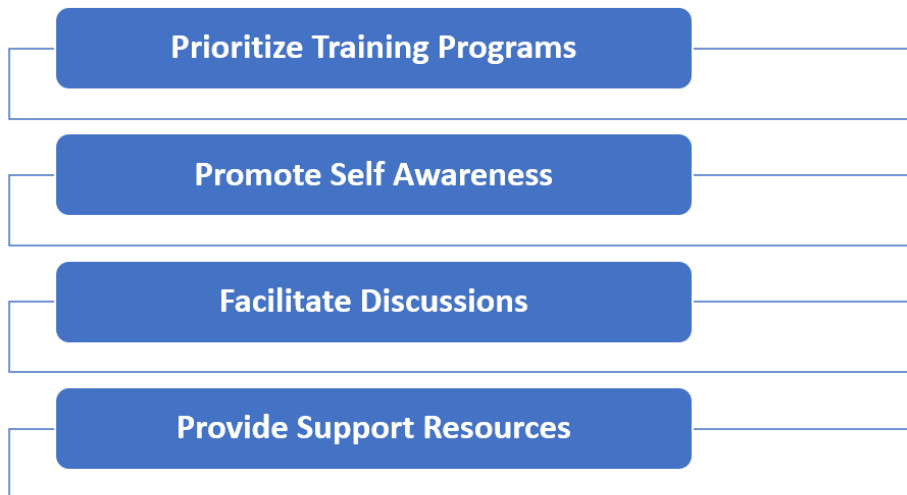 Prioritize Training Programs
Promote Self Awareness
Facilitate Discussions
Provide Support Resources